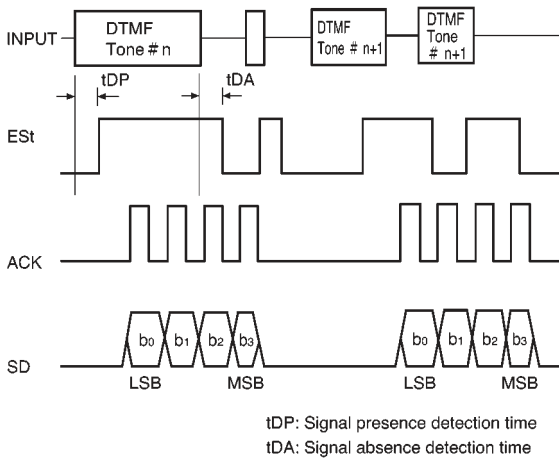 INPUT
DTMF
Tone # n
DTMF
Tone # n+1
DTMF
Tone #
n+1
tDP
tDA
ESt
ACK
SD
b0
b1
b2
b3
b0
b1
b2
b3
LSB
MSB
LSB
MSB
tDP: Signal presence detection time
tDA: Signal absence detection time